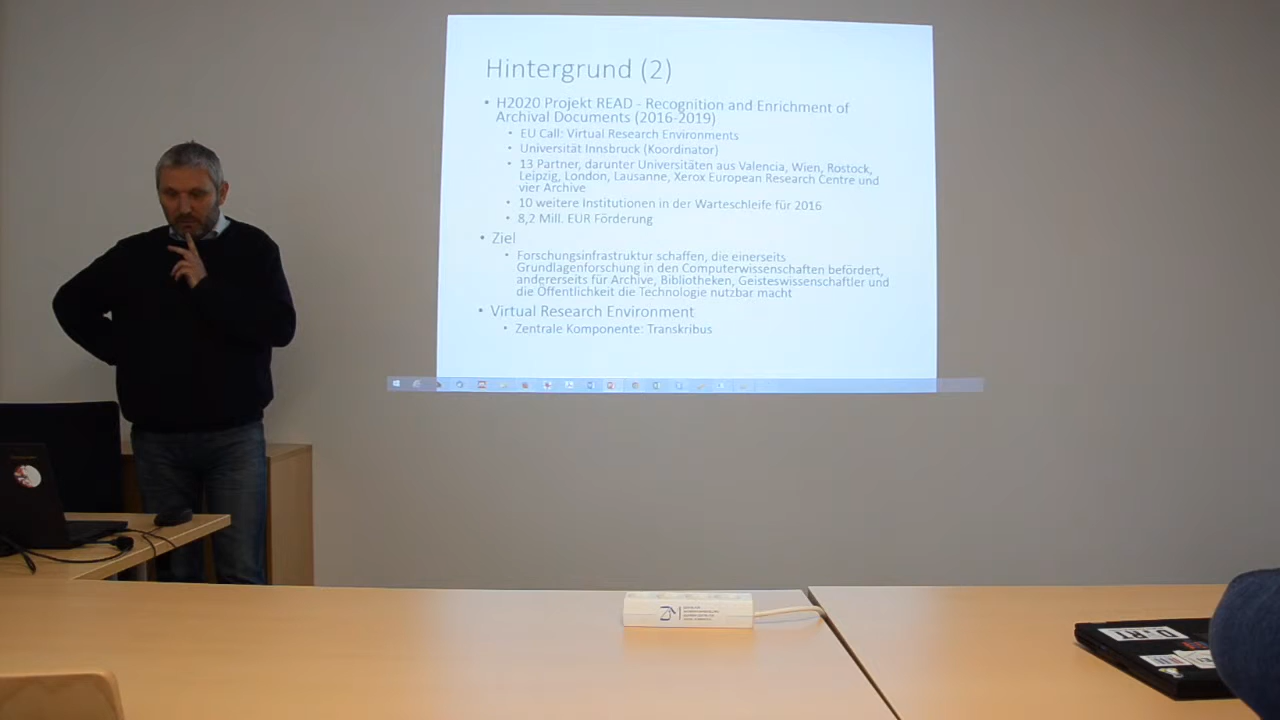 Hintergrund (2)
• H2020 Projekt READ - Recognition and Enrichment of
Archival Documents (2016-2019)
• EU Call: Virtual Research Environments
• Universität Innsbruck (Koordinator)
• 13 Partner, darunter Universitäten aus Valencia, Wien, Rostock,
Leipzig, London, Lausanne, Xerox European Research Centre und
vier Archive
• 10 weitere Institutionen in der Warteschleife für 2016
• 8,2 Mill. EUR Förderung
• Ziel
• Forschungsinfrastruktur schaffen, die einerseits
Grundlagenforschung in den Computerwissenschaften befördert,
andererseits für Archive, Bibliotheken, Geisteswissenschaftler und
die Öffentlichkeit die Technologie nutzbar macht
• Virtual Research Environment
• Zentrale Komponente: Transkribus